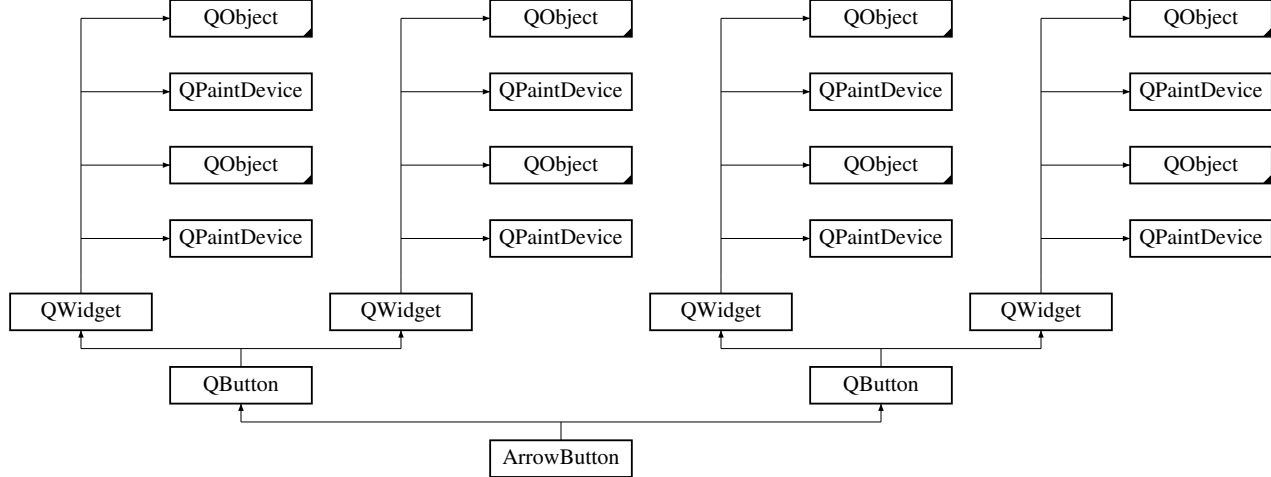 QObject QObject QObject QObject
QPaintDevice QPaintDevice QPaintDevice QPaintDevice
QObject QObject QObject QObject
QPaintDevice QPaintDevice QPaintDevice QPaintDevice
QWidget QWidget QWidget QWidget
QButton QButton
ArrowButton